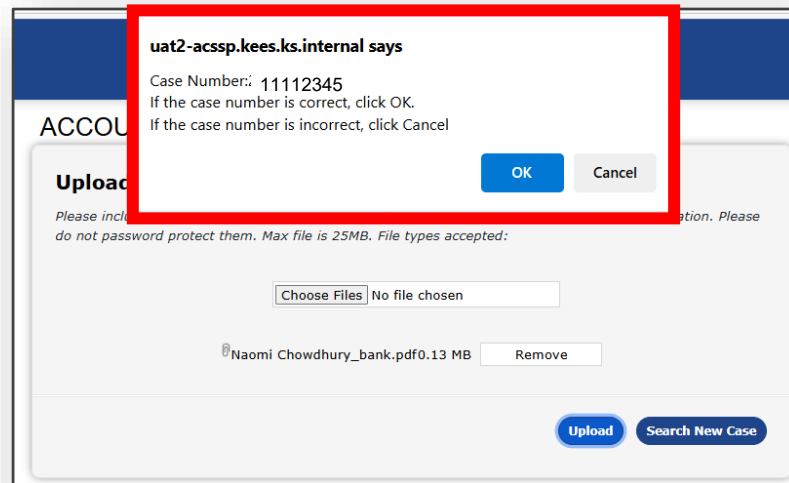 uat2-acssp.kees.ks.internal says
Case Number: 11112345
If the case number is correct, click OK.
If the case number is incorrect, click Cancel
OK Cancel
ACCOU
Upload
Please inclu ation. Please
do not password protect them. Max file is 25MB. File types accepted:
Choose Files No file chosen
Naomi Chowdhury_bank.pdf0.13 MB Remove
Upload Search New Case